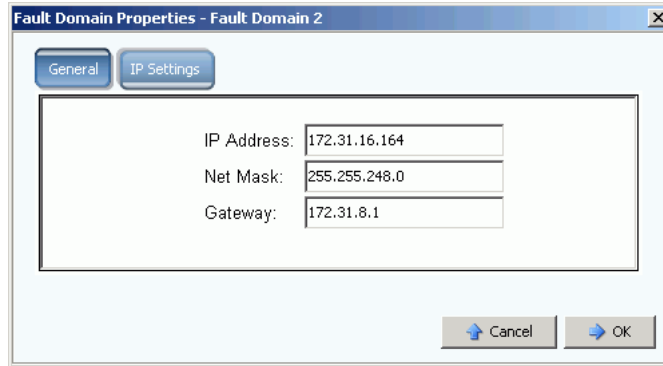 Fault Domain Properties - Fault Domain 2
General IP Settings
IP Address: 172.31.16.164
Net Mask: 255.255.248.0
Gateway: 172.31.8.1
Cancel OK